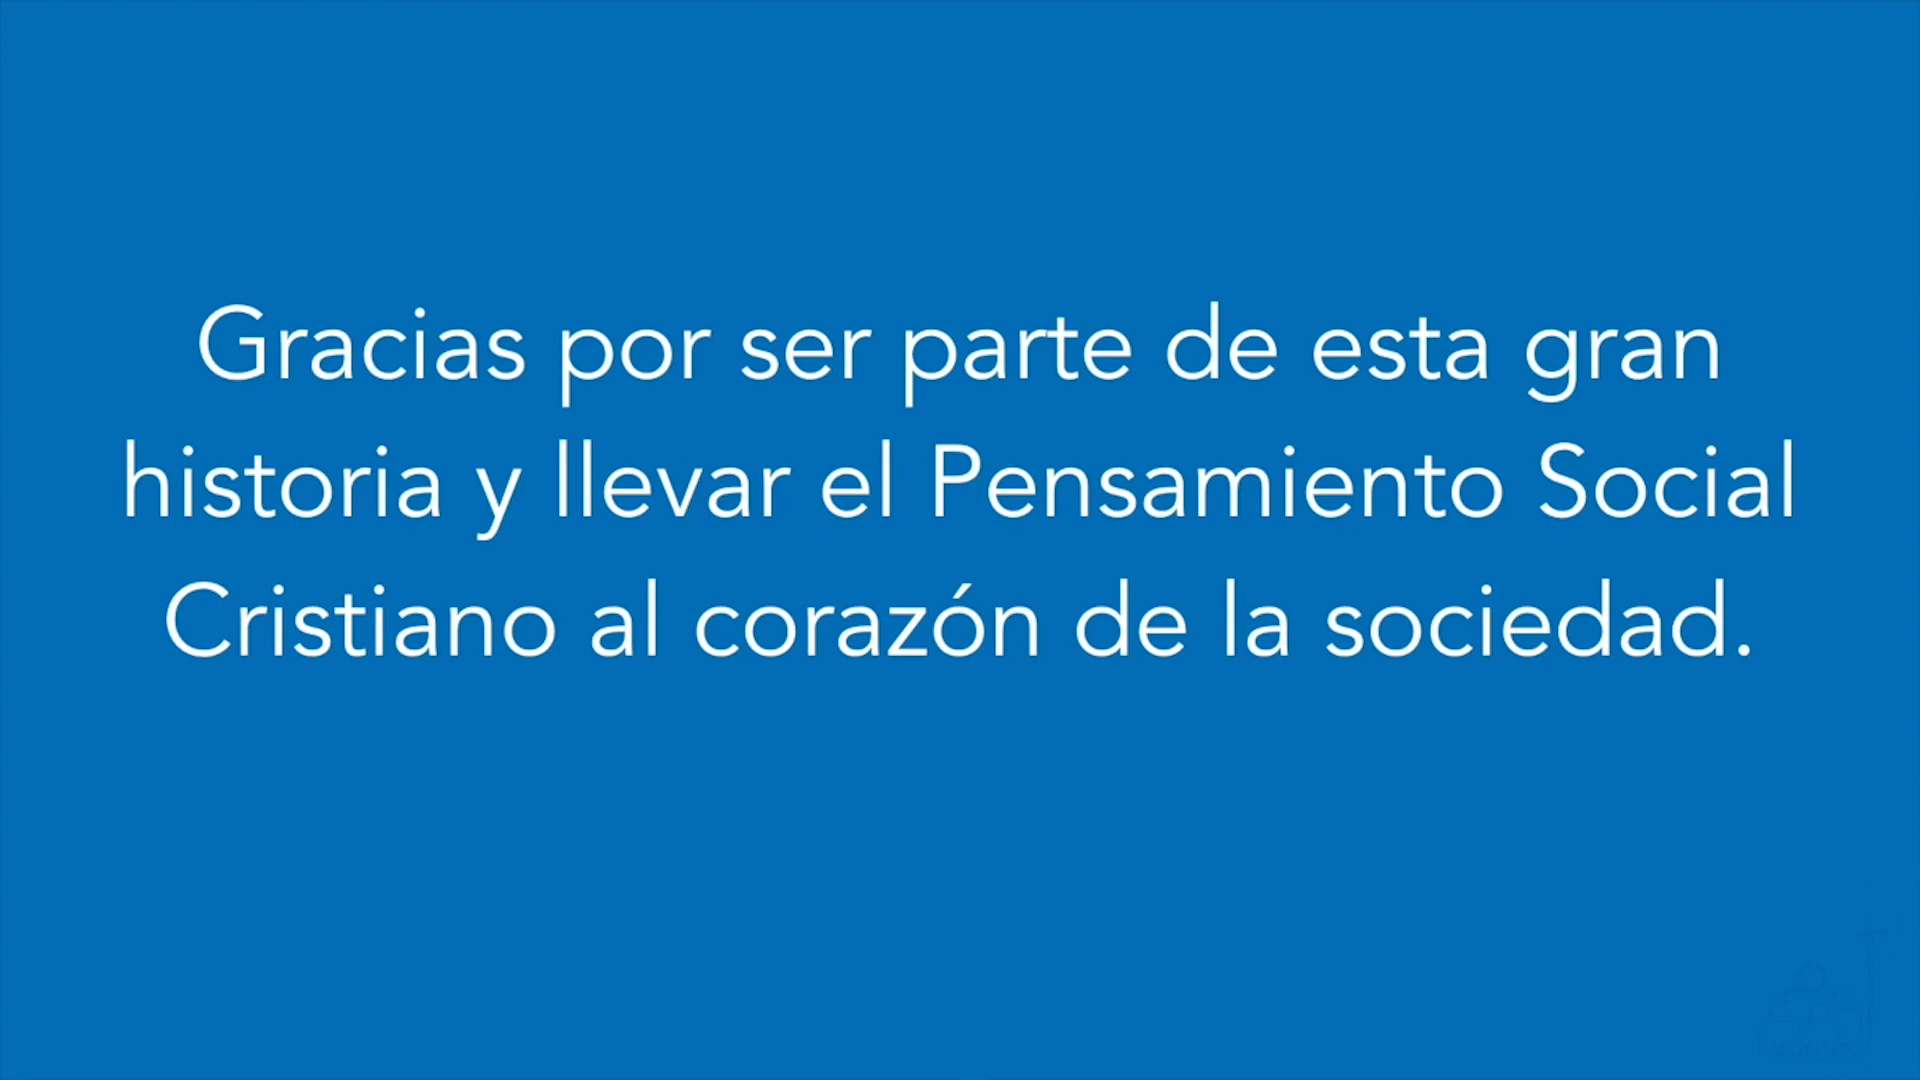 Gracias por ser parte de esta gran
historia y llevar el Pensamiento Social
Cristiano al corazón de la sociedad.